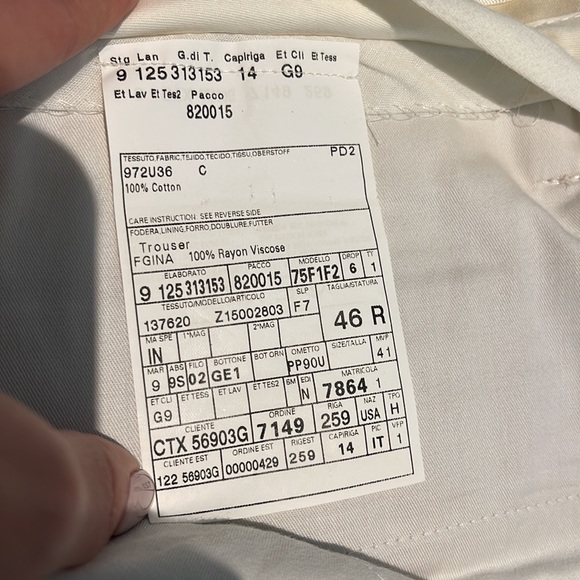 Stg Lan G.di T. Capiriga Et Cli Et Tess
9 125313153 14 G9
Et Lav Et Tes2 Pacco
820015
TESSUTO,FABRIC,TEJIDO,TECIDO,TISSU,OBERSTOFF PD2
972U36 C
100% Cotton
CARE INSTRUCTION: SEE REVERSE SIDE
FODERA,LINING,FORRO,DOUBLURE,FUTTER
Trouser
FGINA 100% Rayon Viscose
ELABORATO PACCO MODELLO DROP TT
9 125313153 820015 75F1F2 6 1
TESSUTO/MODELLO/ARTICOLO SLP TAGLIA/STATURA
137620 Z15002803 F7 46 R
MA SPE 1°MAG 2°MAG
IN
MAR ABS FILO BOTTONE BOT ORN OMETTO SIZE/TALLA MVP
9 9S 02 GE1 PP90U 41
ET CLI ET TESS ET LAV ET TES2 6M EDI MATRICOLA
G9 N 7864 1
CLIENTE ORDINE RIGA NAZ TPO
CTX 56903G 7149 259 USA H
CLIENTE EST ORDINE EST RIGEST CAPIRIGA PIC VFP
122 56903G 00000429 259 14 IT 1